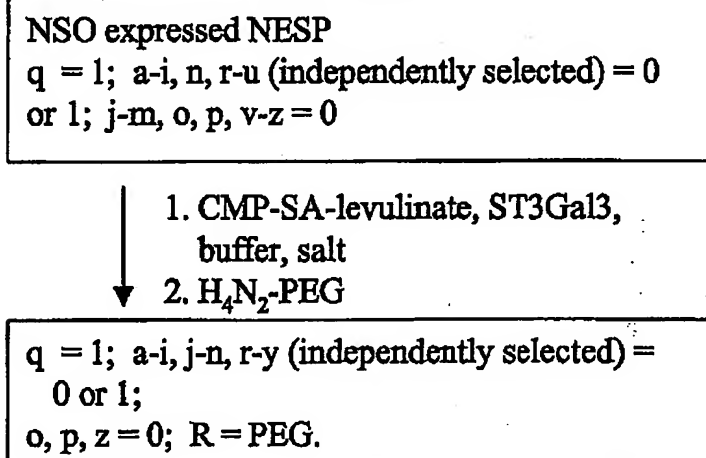 NSO expressed NESP
q = 1; a-i, n, r-u (independently selected) = 0
or 1; j-m, o, p, v-z = 0
1. CMP-SA-levulinate, ST3Gal3,
buffer, salt
2. H₄N₂-PEG
q = 1; a-i, j-n, r-y (independently selected) =
0 or 1;
o, p, z = 0; R = PEG.